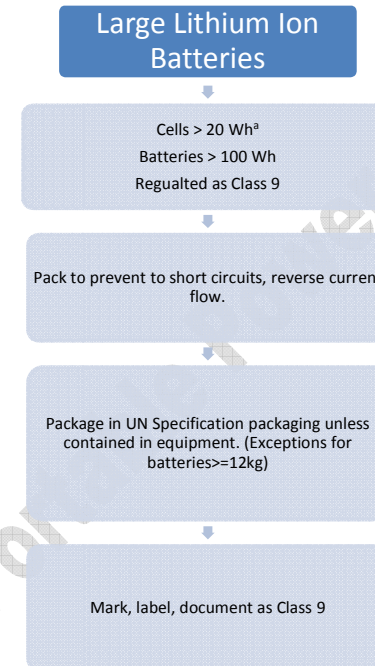 Large Lithium Ion
Batteries
Cells > 20 Whᵃ
Batteries > 100 Wh
Regualted as Class 9
Pack to prevent to short circuits, reverse curren
flow.
Package in UN Specification packaging unless
contained in equipment. (Exceptions for
batteries>=12kg)
Mark, label, document as Class 9